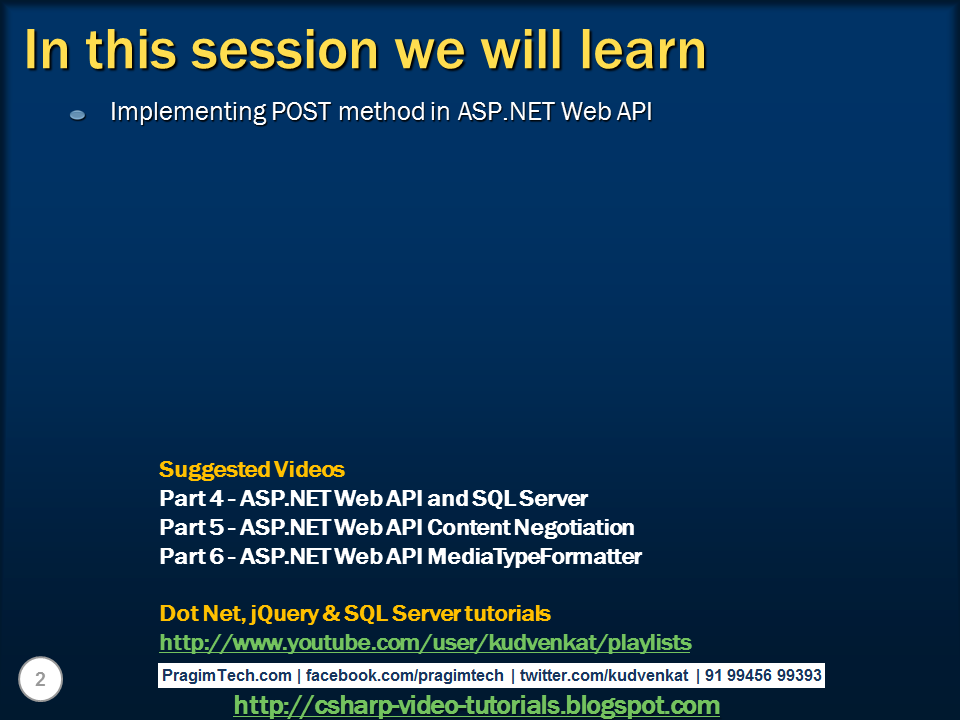 In this session we will learn
Implementing POST method in ASP.NET Web API
Suggested Videos
Part 4 - ASP.NET Web API and SQL Server
Part 5 - ASP.NET Web API Content Negotiation
Part 6 - ASP.NET Web API MediaTypeFormatter
Dot Net, jQuery & SQL Server tutorials
http://www.youtube.com/user/kudvenkat/playlists
2
PragimTech.com | facebook.com/pragimtech | twitter.com/kudvenkat | 91 99456 99393
http://csharp-video-tutorials.blogspot.com